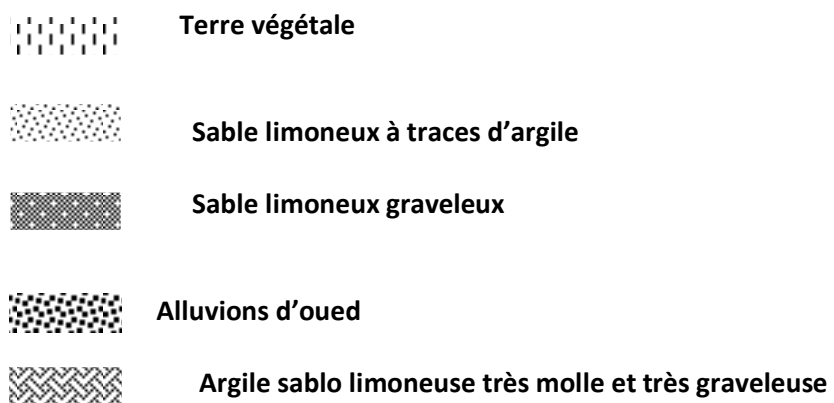 Terre végétale
Sable limoneux à traces d’argile
Sable limoneux graveleux
Alluvions d’oued
Argile sablo limoneuse très molle et très graveleuse